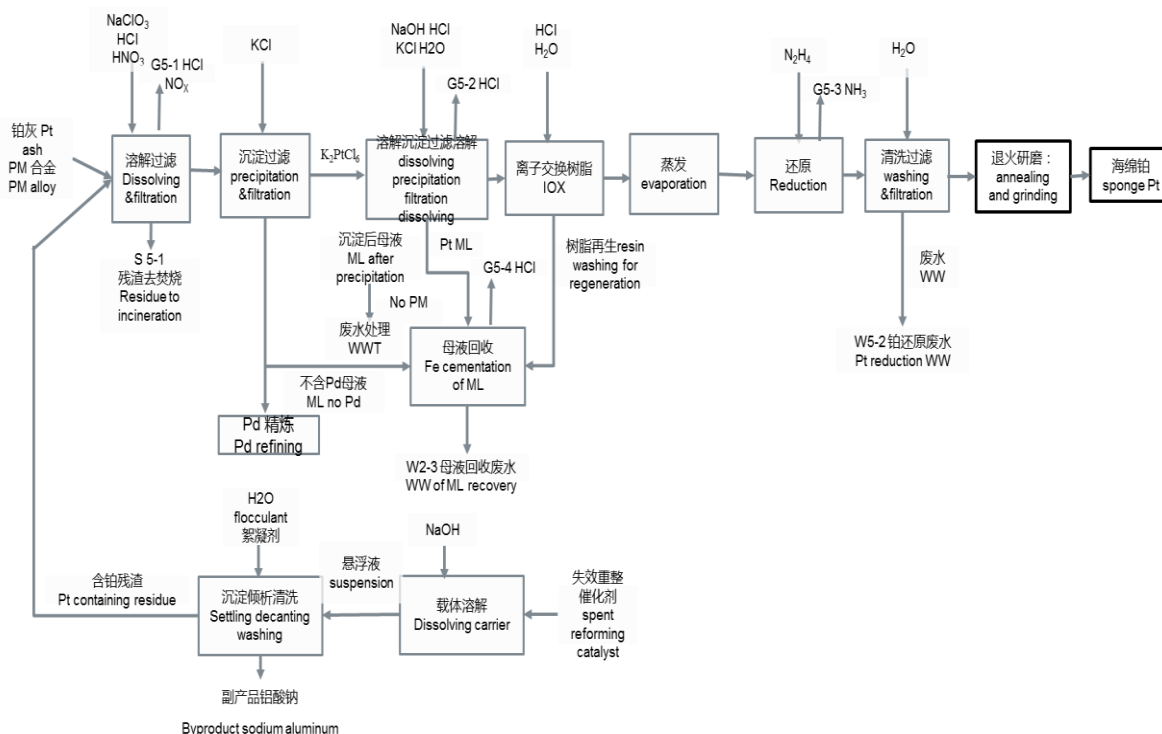 NaClO3
HCl
HNO3
G5-1 HCl
NOX
KCl
NaOH HCl
KCl H2O
G5-2 HCl
HCl
H2O
N2H4
G5-3 NH3
H2O
铂灰 Pt
ash
PM 合金
PM alloy
溶解过滤
Dissolving
&filtration
沉淀过滤
precipitation
&filtration
K2PtCl6
溶解沉淀过滤溶解
dissolving
precipitation
filtration
dissolving
离子交换树脂
IOX
蒸发
evaporation
还原
Reduction
清洗过滤
washing
&filtration
退火研磨：
annealing
and grinding
海绵铂
sponge Pt
S 5-1
残渣去焚烧
Residue to
incineration
沉淀后母液
ML after
precipitation
No PM
废水处理
WWT
Pt ML
G5-4 HCl
树脂再生resin
washing for
regeneration
废水
WW
母液回收
Fe cementation
of ML
W5-2 铂还原废水
Pt reduction WW
不含Pd母液
ML no Pd
Pd 精炼
Pd refining
W2-3 母液回收废水
WW of ML recovery
H2O
flocculant
絮凝剂
NaOH
含铂残渣
Pt containing residue
沉淀倾析清洗
Settling decanting
washing
悬浮液
suspension
载体溶解
Dissolving carrier
失效重整
催化剂
spent
reforming
catalyst
副产品铝酸钠
Byproduct sodium aluminum